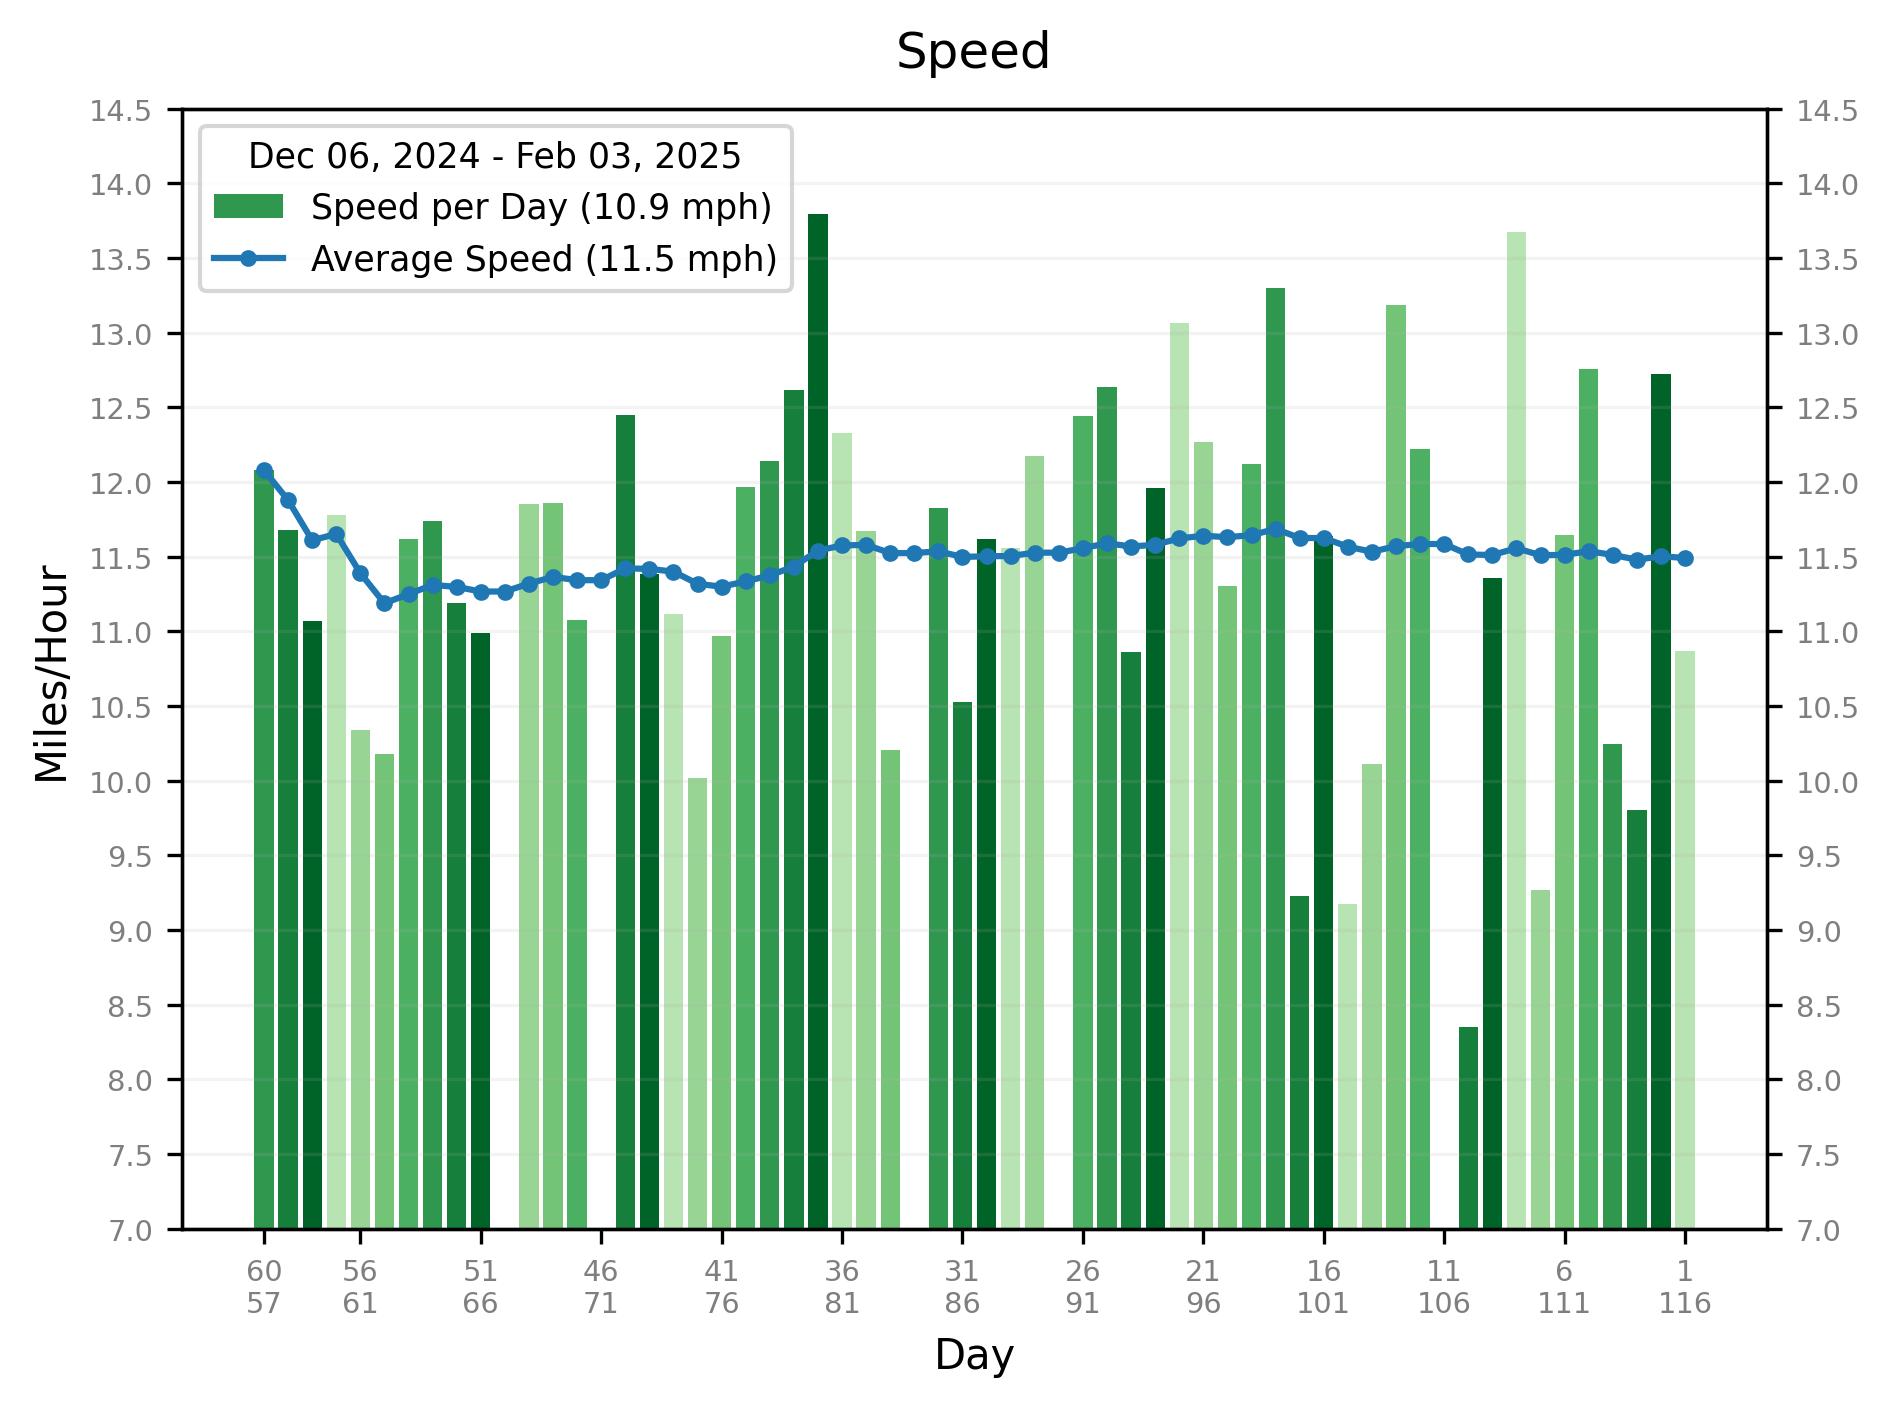 Speed
14.5 14.5
Dec 06, 2024 - Feb 03, 2025
14.0 14.0
Speed per Day (10.9 mph)
13.5 13.5
Average Speed (11.5 mph)
13.0 13.0
12.5 12.5
12.0 12.0
11.5 11.5
11.0 11.0
10.5 10.5
10.0 10.0
9.5 9.5
9.0 9.0
8.5 8.5
8.0 8.0
7.5 7.5
7.0 7.0
Miles/Hour
60 56 51 46 41 36 31 26 21 16 11 6 1
57 61 66 71 76 81 86 91 96 101 106 111 116
Day